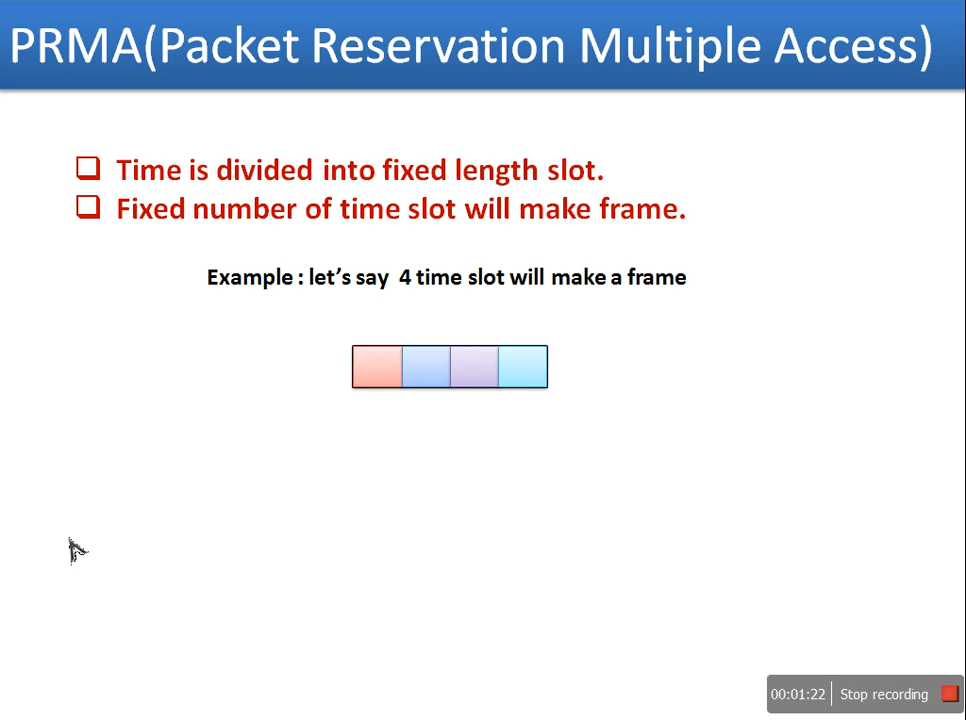 PRMA(Packet Reservation Multiple Access)
Time is divided into fixed length slot.
Fixed number of time slot will make frame.
Example : let's say 4 time slot will make a frame
00:01:22 Stop recording